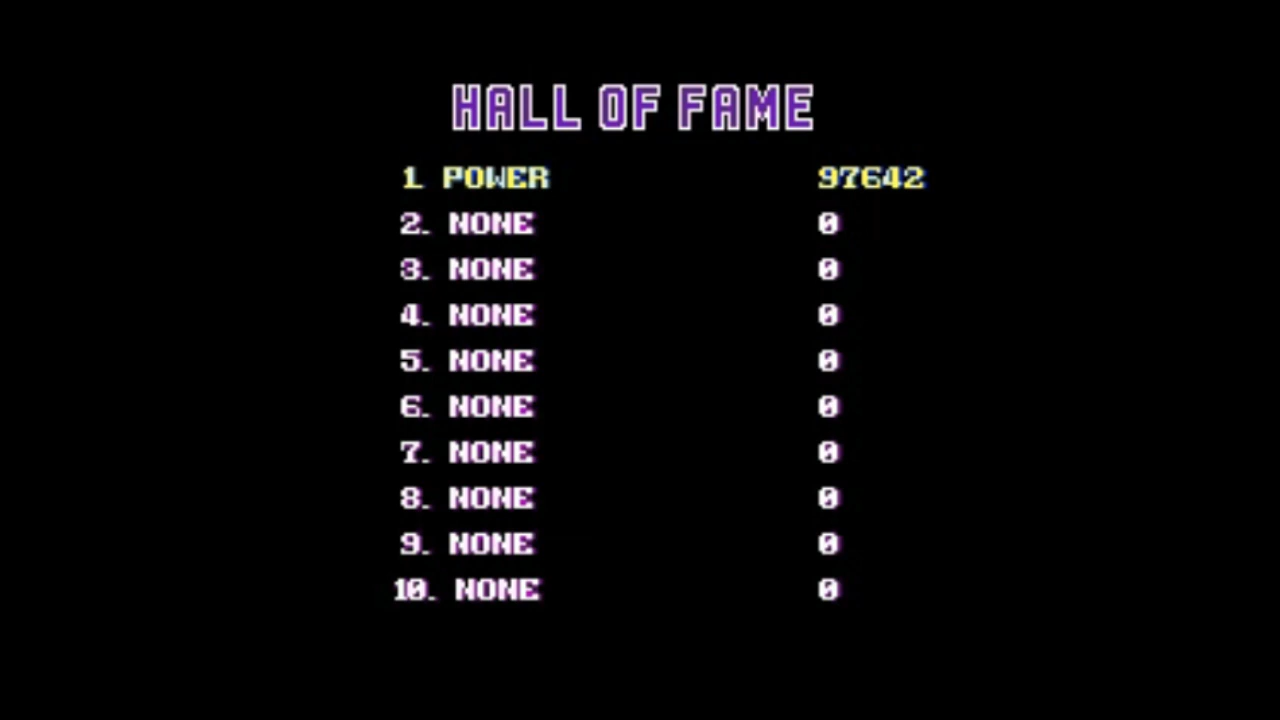 HALL OF FAME
1 POWER 97642
2. NONE 0
3. NONE 0
4. NONE 0
5. NONE 0
6. NONE 0
7. NONE 0
8. NONE 0
9. NONE 0
10. NONE 0